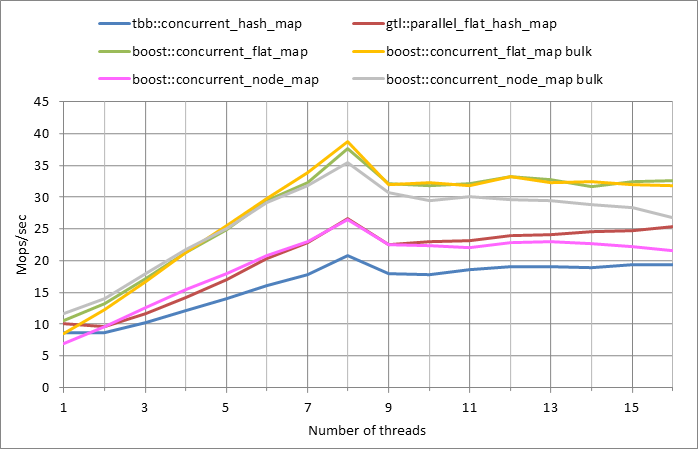 tbb::concurrent_hash_map gtl::parallel_flat_hash_map
boost::concurrent_flat_map boost::concurrent_flat_map bulk
boost::concurrent_node_map boost::concurrent_node_map bulk
45
40
35
30
25
20
15
10
5
0
Mops/sec
1 3 5 7 9 11 13 15
Number of threads